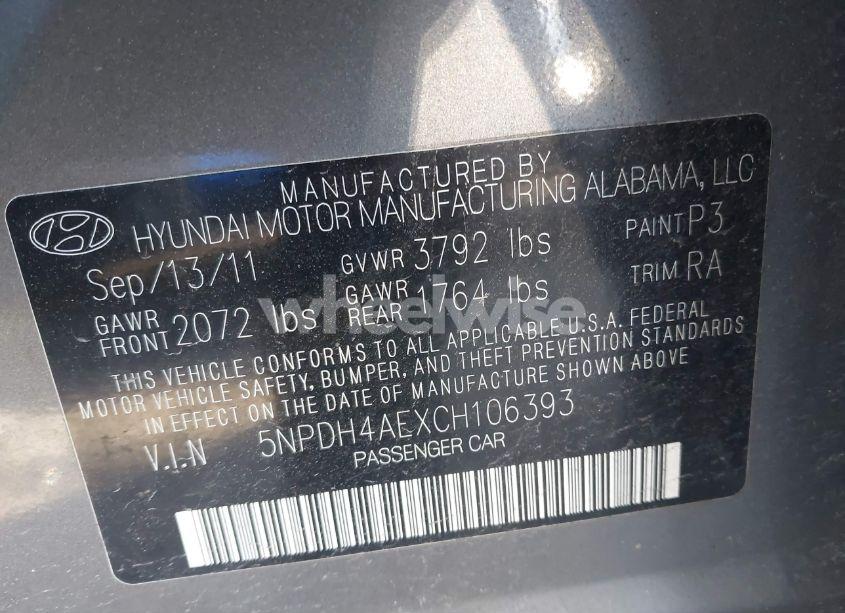 MANUFACTURED BY
HYUNDAI MOTOR MANUFACTURING ALABAMA, LLC
Sep/13/11 GVWR 3792 lbs PAINT P3
GAWR FRONT 2072 lbs GAWR REAR 1764 lbs TRIM RA
THIS VEHICLE CONFORMS TO ALL APPLICABLE U.S.A. FEDERAL
MOTOR VEHICLE SAFETY, BUMPER, AND THEFT PREVENTION STANDARDS
IN EFFECT ON THE DATE OF MANUFACTURE SHOWN ABOVE
V.I.N 5NPDH4AEXCH106393
PASSENGER CAR
wheelwise